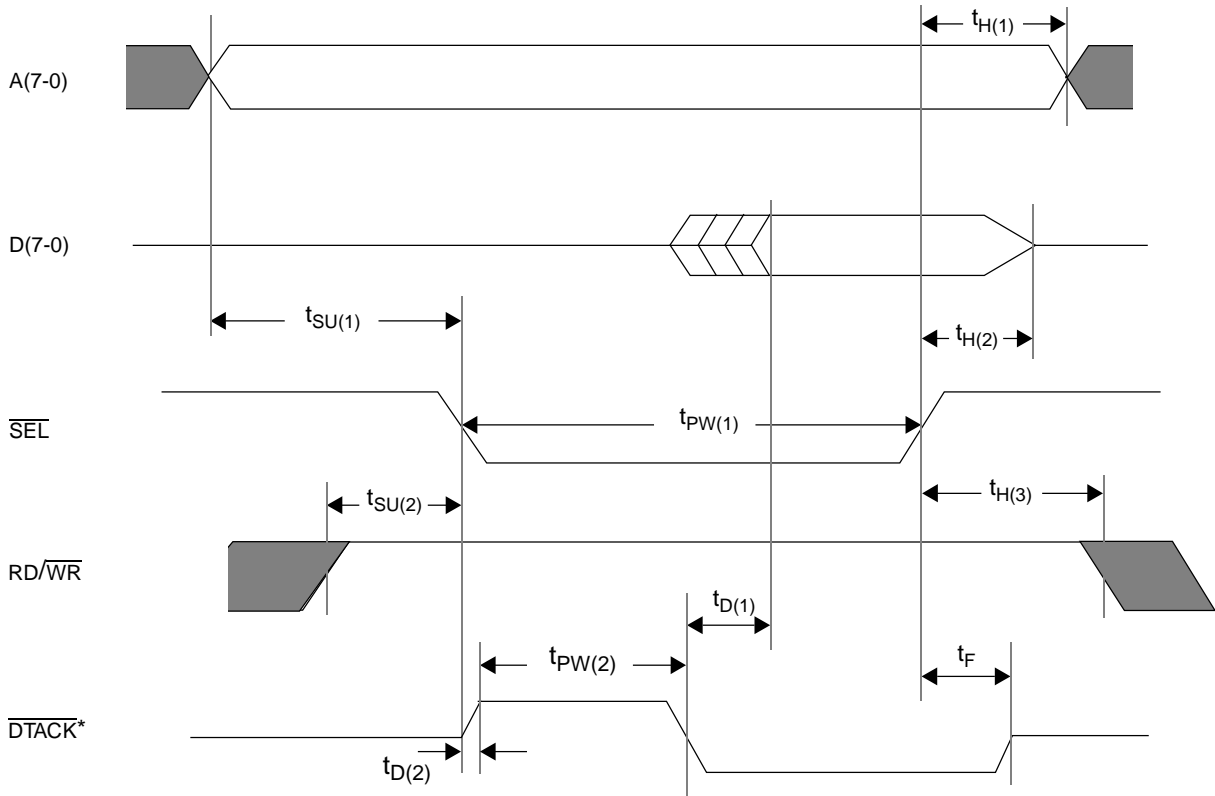 tH(1)
A(7-0)
D(7-0)
tSU(1)
tH(2)
SEL
tPW(1)
tSU(2)
tH(3)
RD/WR
tD(1)
tPW(2)
tF
DTACK*
tD(2)